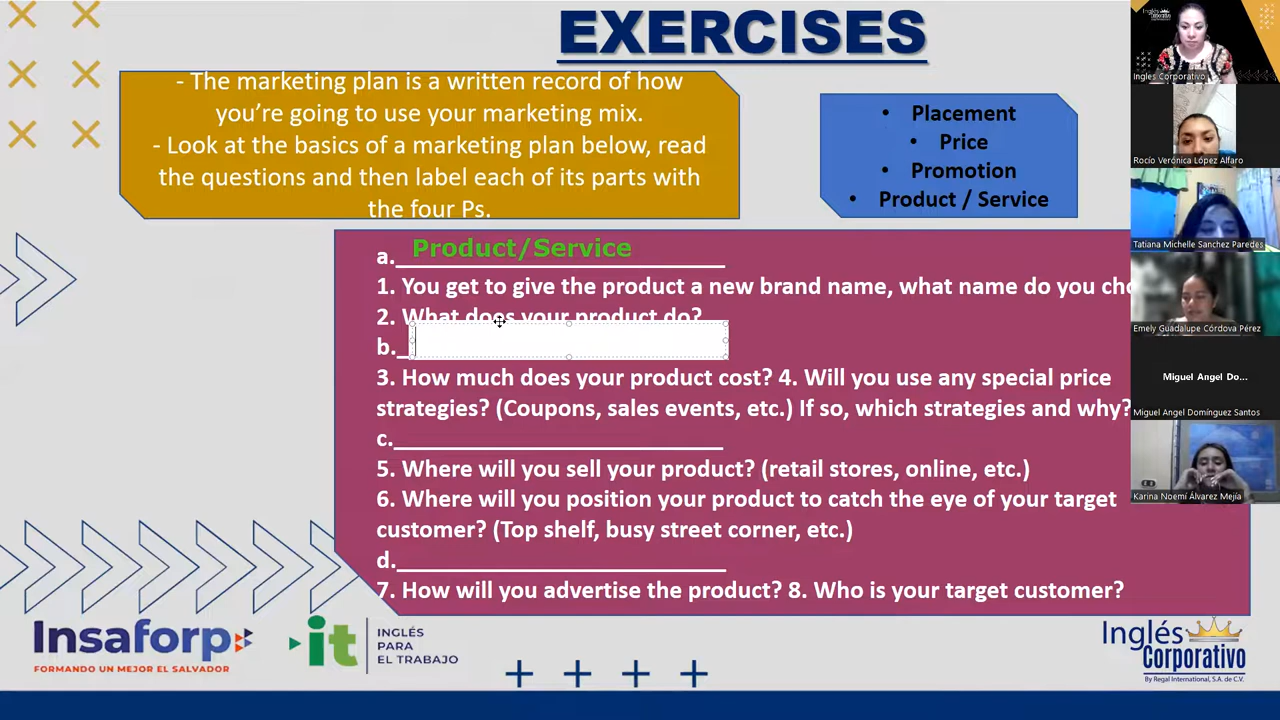 EXERCISES
- The marketing plan is a written record of how
you’re going to use your marketing mix.
- Look at the basics of a marketing plan below, read
the questions and then label each of its parts with
the four Ps.
• Placement
• Price
• Promotion
• Product / Service
a. Product/Service
1. You get to give the product a new brand name, what name do you cho
2. What does your product do?
b.
3. How much does your product cost? 4. Will you use any special price
strategies? (Coupons, sales events, etc.) If so, which strategies and why?
c.__________________________
5. Where will you sell your product? (retail stores, online, etc.)
6. Where will you position your product to catch the eye of your target
customer? (Top shelf, busy street corner, etc.)
d.__________________________
7. How will you advertise the product? 8. Who is your target customer?
Insaforp
FORMANDO UN MEJOR EL SALVADOR
it
INGLÉS
PARA
EL TRABAJO
Inglés
Corporativo
By Regal International, S.A. de C.V.
Inglés
Corporativo
Ingles Corporativo
Rocío Verónica López Alfaro
Tatiana Michelle Sanchez Paredes
Emely Guadalupe Córdova Pérez
Miguel Angel Do...
Miguel Angel Domínguez Santos
Karina Noemí Álvarez Mejía